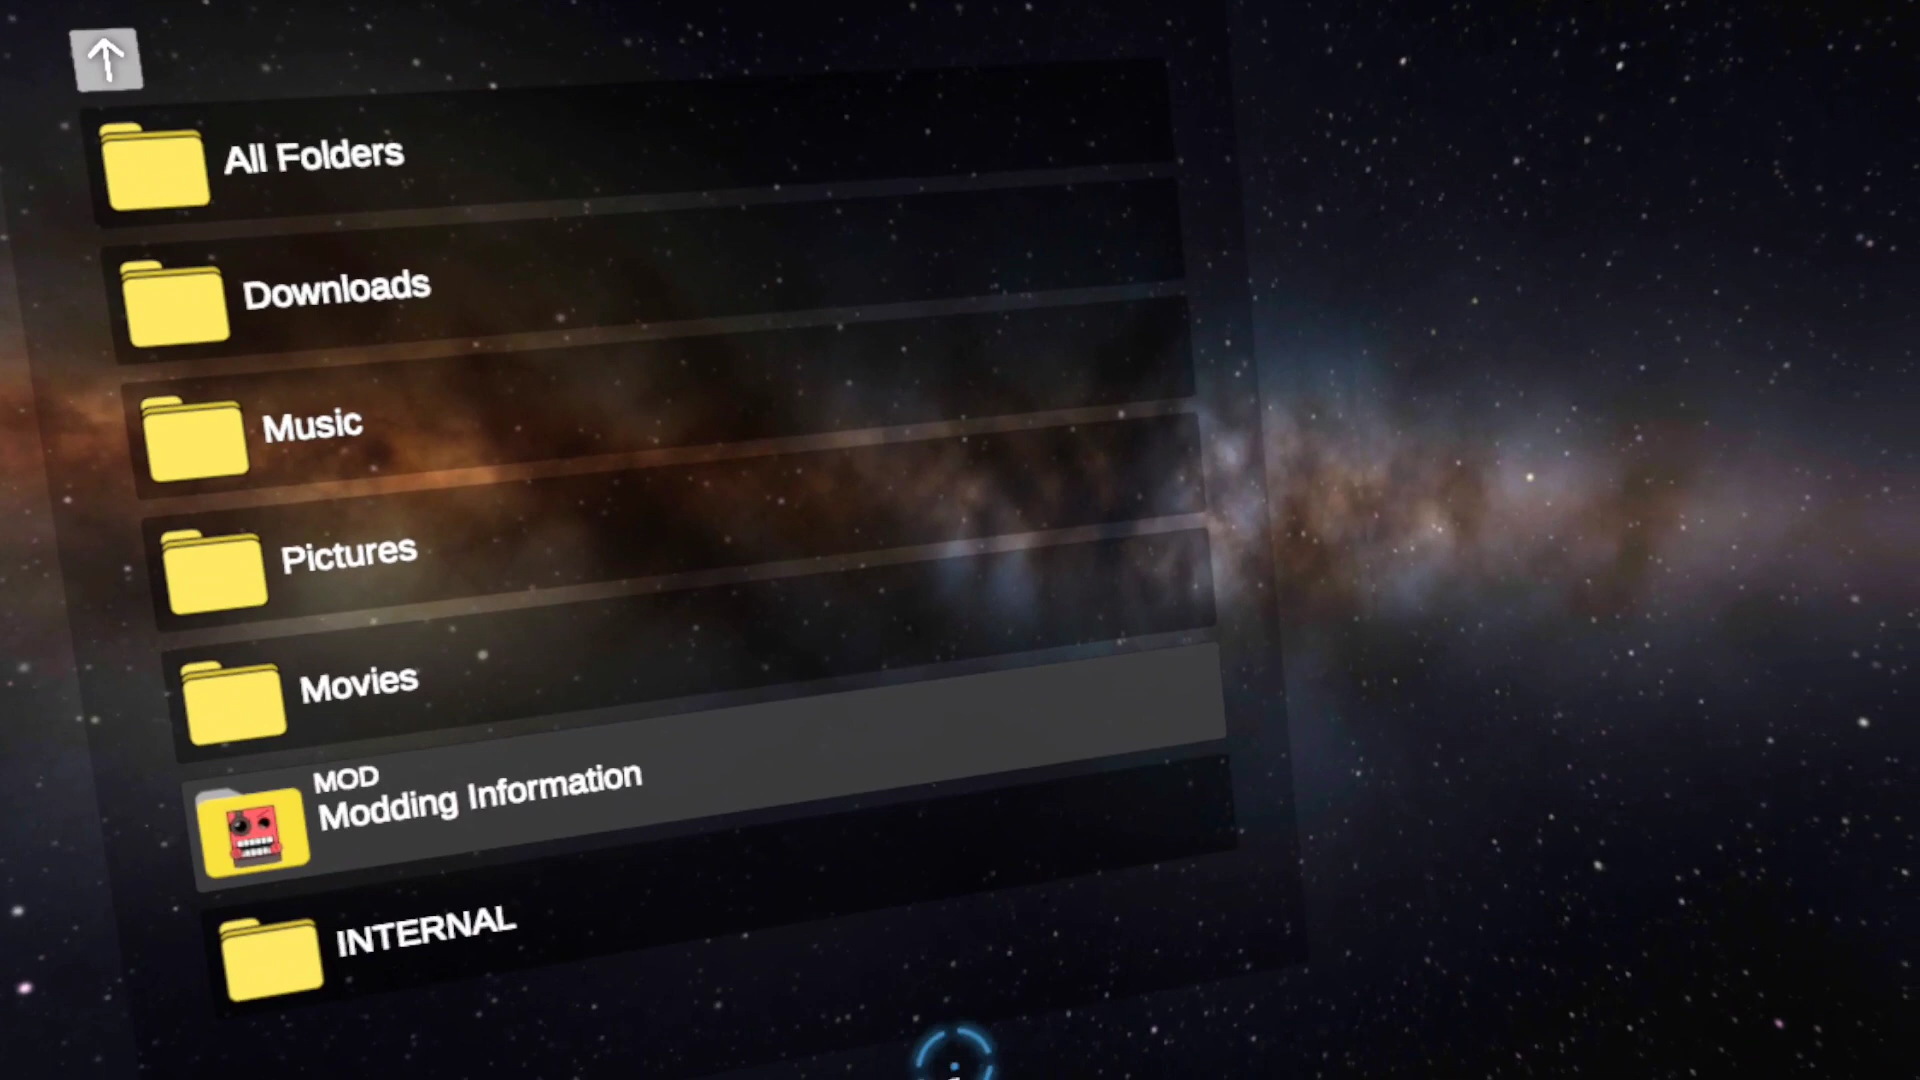 All Folders
Downloads
Music
Pictures
Movies
MOD
Modding Information
INTERNAL